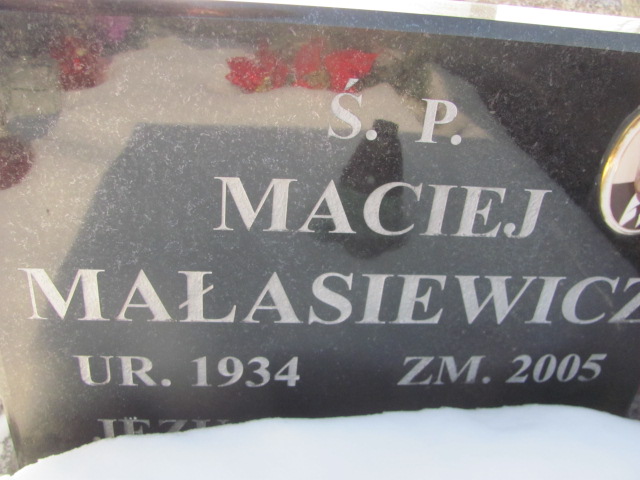 Ś. P.
MACIEJ
MAŁASIEWICZ
UR. 1934 ZM. 2005